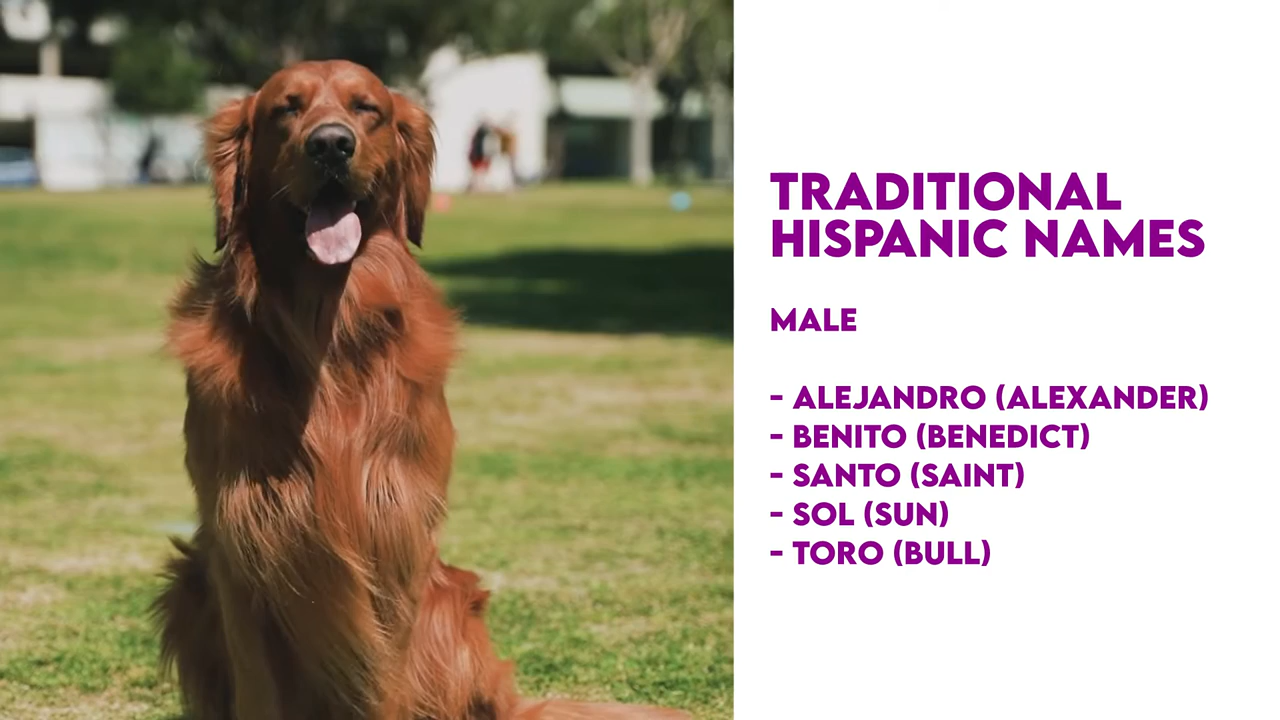 TRADITIONAL
HISPANIC NAMES
MALE
- ALEJANDRO (ALEXANDER)
- BENITO (BENEDICT)
- SANTO (SAINT)
- SOL (SUN)
- TORO (BULL)